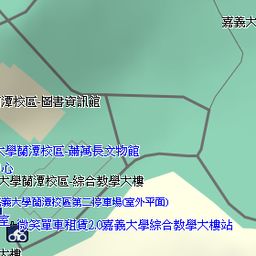 嘉義大
潭校區-圖書資訊館
大學蘭潭校區-蕭萬長文物館
中心
大學蘭潭校區-綜合教學大樓
嘉義大學蘭潭校區第二停車場(室外平面)
室
微笑單車租賃2.0嘉義大學綜合教學大樓站